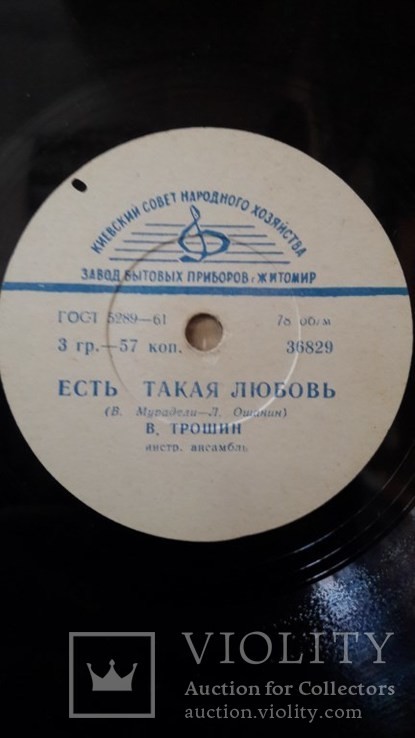 КИЕВСКИЙ СОВЕТ НАРОДНОГО ХОЗЯЙСТВА
ЗАВОД БЫТОВЫХ ПРИБОРОВ г. ЖИТОМИР
ГОСТ 5289—61 78 об/м
3 гр.—57 коп. 36829
ЕСТЬ ТАКАЯ ЛЮБОВЬ
(В. Мурадели—Л. Ошанин)
В. ТРОШИН
инстр. ансамбль
VIOLITY
Auction for Collectors
auction.violity.com